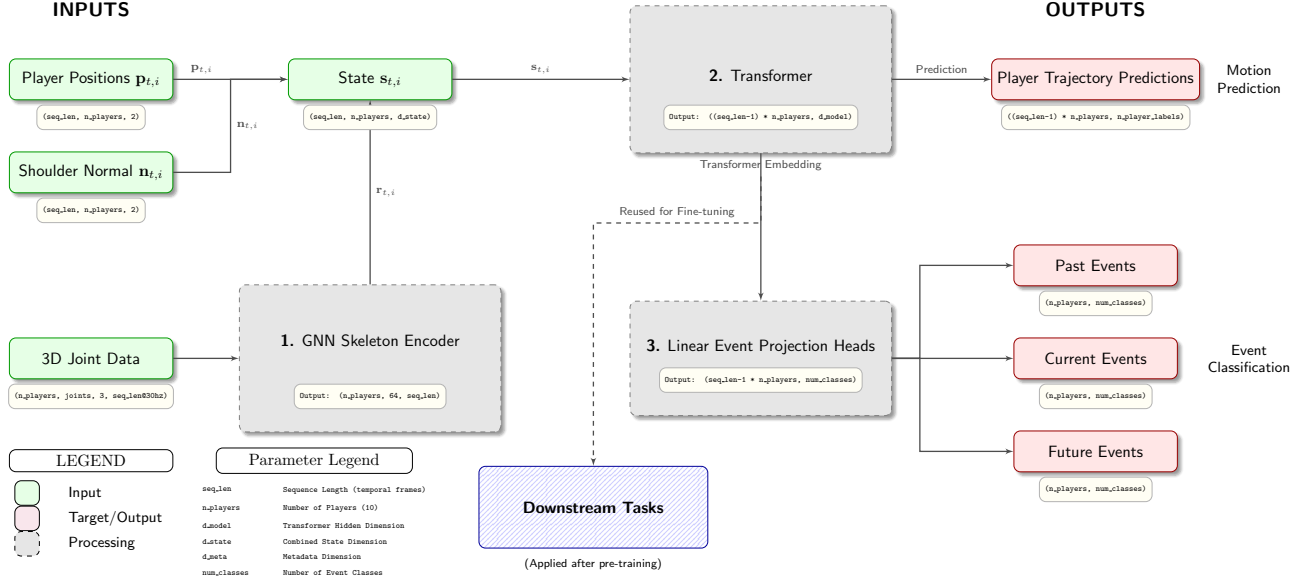 INPUTS
OUTPUTS
Player Positions p_{t,i}
(seq_len, n_players, 2)
p_{t,i}
n_{t,i}
Shoulder Normal n_{t,i}
(seq_len, n_players, 2)
State s_{t,i}
(seq_len, n_players, d_state)
s_{t,i}
r_{t,i}
2. Transformer
Output: ((seq_len-1) * n_players, d_model)
Transformer Embedding
Prediction
Player Trajectory Predictions
((seq_len-1) * n_players, n_player_labels)
Motion
Prediction
Reused for Fine-tuning
3D Joint Data
(n_players, joints, 3, seq_len@30hz)
1. GNN Skeleton Encoder
Output: (n_players, 64, seq_len)
3. Linear Event Projection Heads
Output: (seq_len-1 * n_players, num_classes)
Past Events
(n_players, num_classes)
Current Events
(n_players, num_classes)
Future Events
(n_players, num_classes)
Event
Classification
LEGEND
Input
Target/Output
Processing
Parameter Legend
seq_len Sequence Length (temporal frames)
n_players Number of Players (10)
d_model Transformer Hidden Dimension
d_state Combined State Dimension
d_meta Metadata Dimension
num_classes Number of Event Classes
Downstream Tasks
(Applied after pre-training)